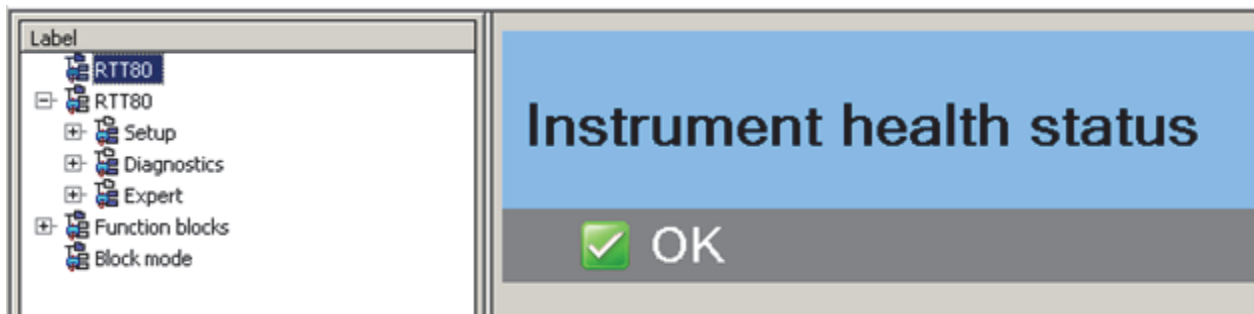 Label
RTT80
RTT80
Setup
Diagnostics
Expert
Function blocks
Block mode
Instrument health status
OK